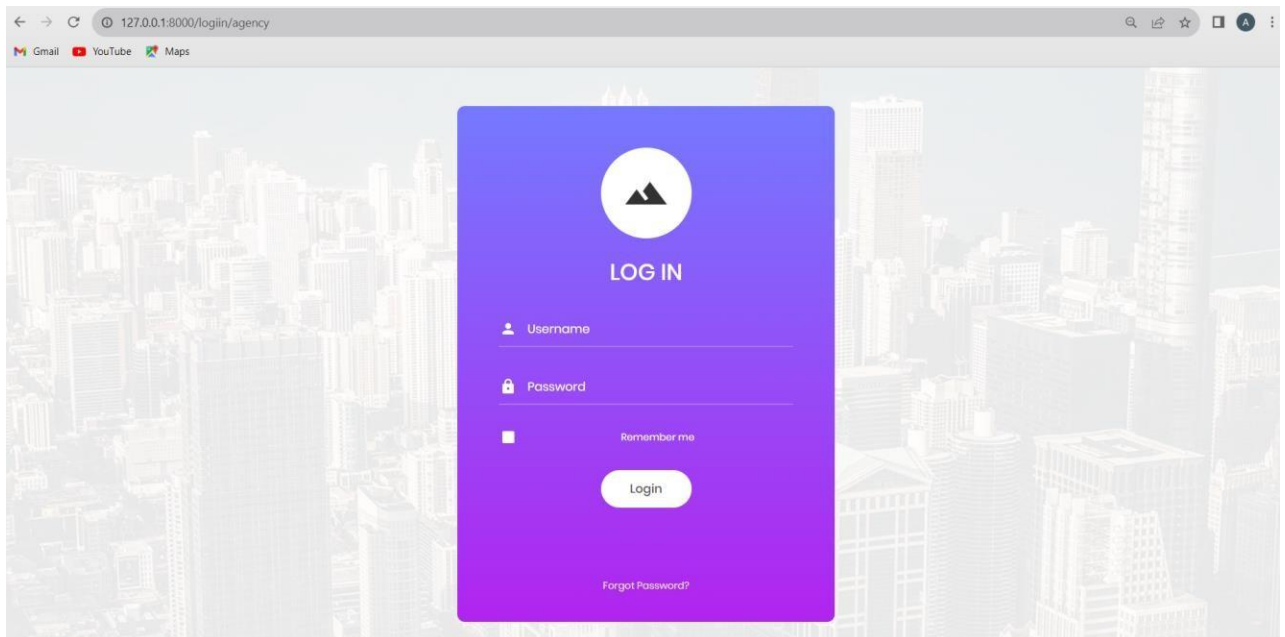 127.0.0.1:8000/logiin/agency
A
Gmail YouTube Maps
LOG IN
Username
Password
Remember me
Login
Forgot Password?